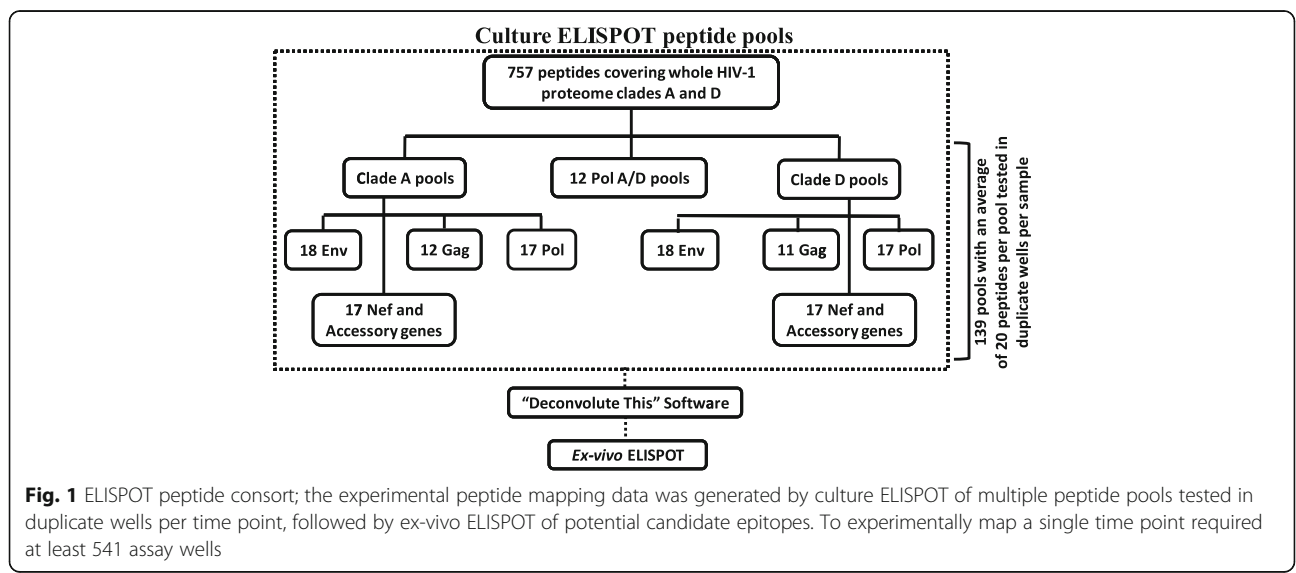 Culture ELISPOT peptide pools
757 peptides covering whole HIV-1
proteome clades A and D
Clade A pools
12 Pol A/D pools
Clade D pools
18 Env
12 Gag
17 Pol
18 Env
11 Gag
17 Pol
17 Nef and
Accessory genes
17 Nef and
Accessory genes
139 pools with an average
of 20 peptides per pool tested in
duplicate wells per sample
“Deconvolute This” Software
Ex-vivo ELISPOT
Fig. 1 ELISPOT peptide consort; the experimental peptide mapping data was generated by culture ELISPOT of multiple peptide pools tested in
duplicate wells per time point, followed by ex-vivo ELISPOT of potential candidate epitopes. To experimentally map a single time point required
at least 541 assay wells